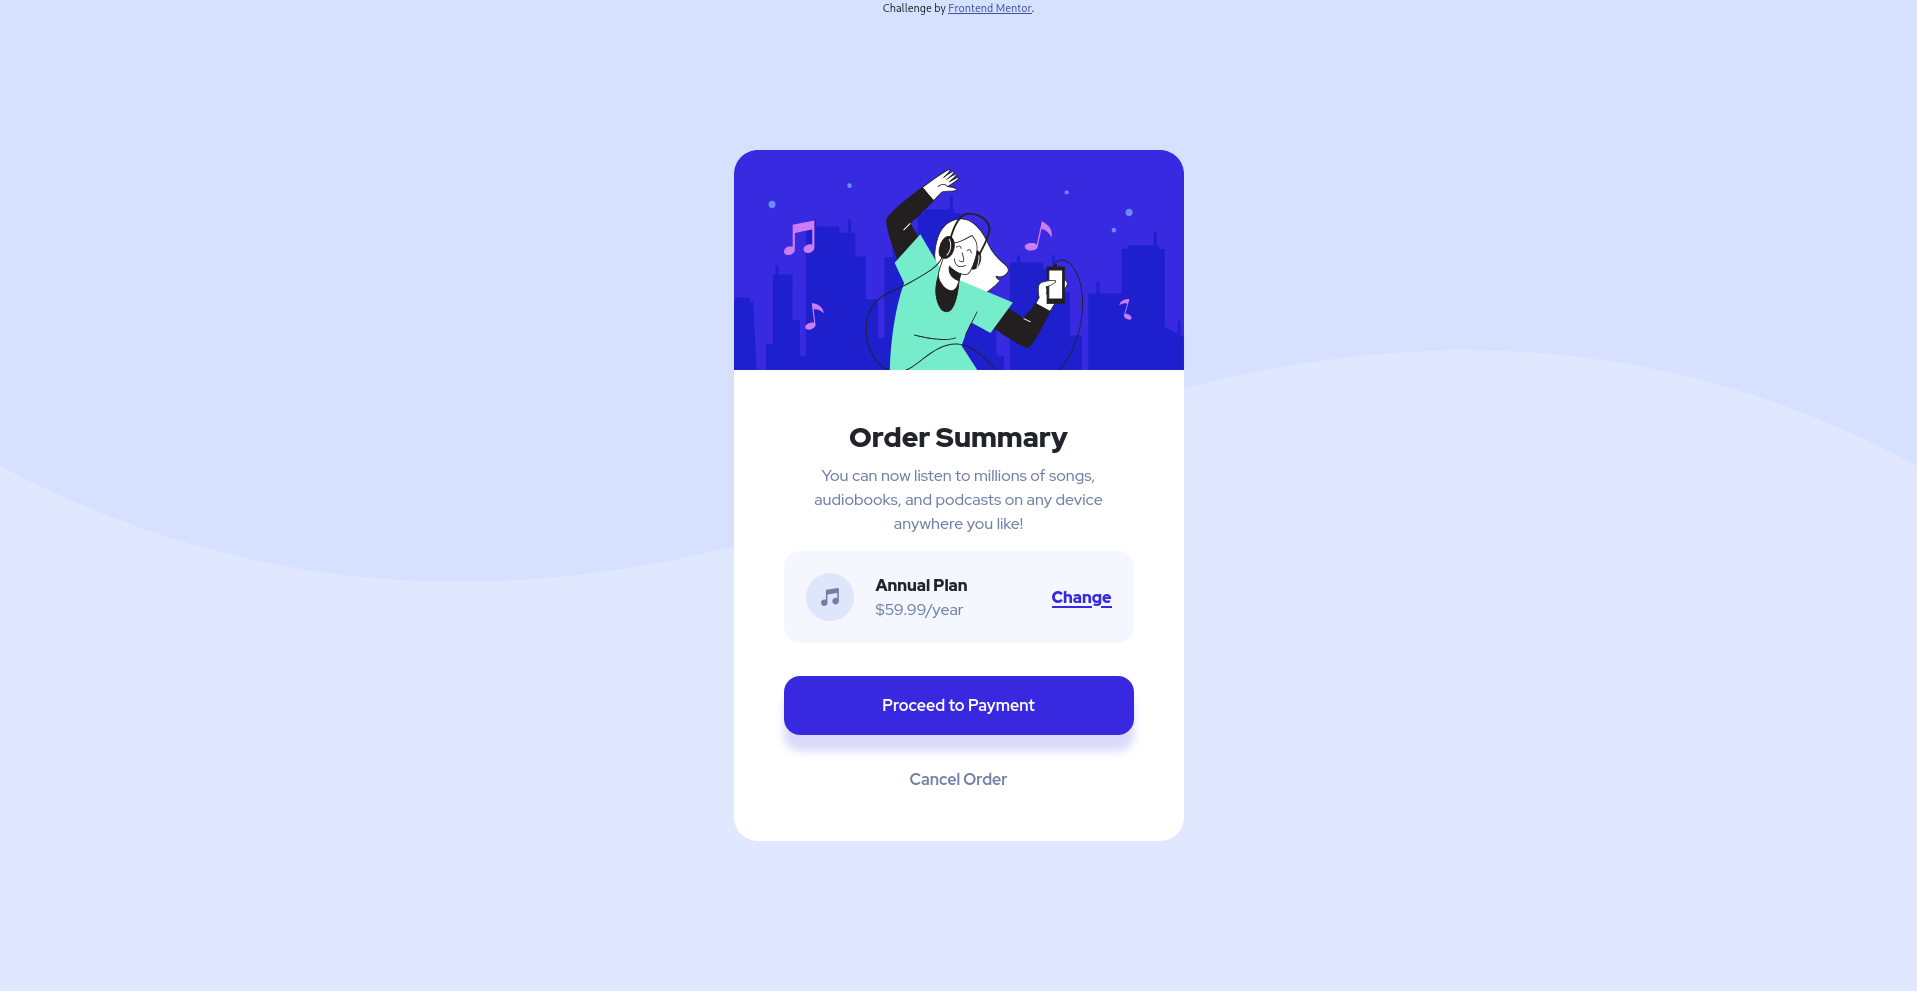 Challenge by Frontend Mentor.
Order Summary
You can now listen to millions of songs,
audiobooks, and podcasts on any device
anywhere you like!
Annual Plan
$59.99/year
Change
Proceed to Payment
Cancel Order